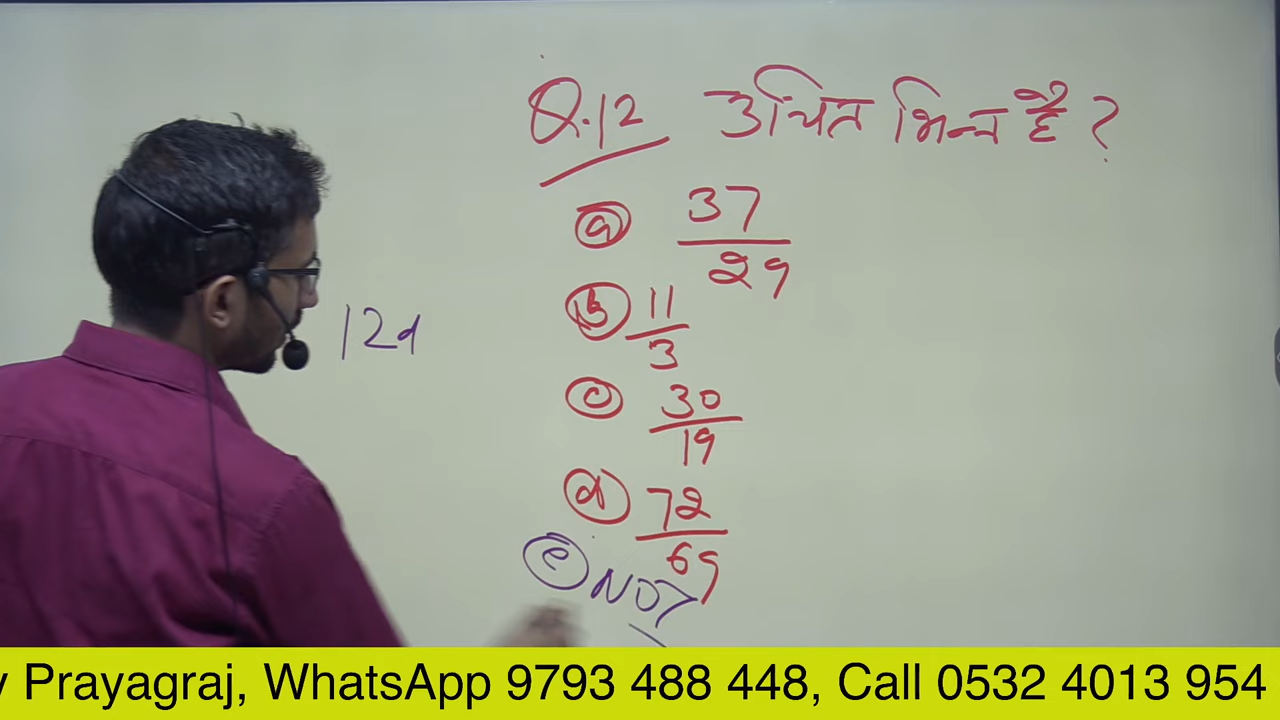 Q.12 उचित भिन्न है ?
(a) 37/29
(b) 11/3
129
(c) 30/19
(d) 72/69
(e) NOT
y Prayagraj, WhatsApp 9793 488 448, Call 0532 4013 954